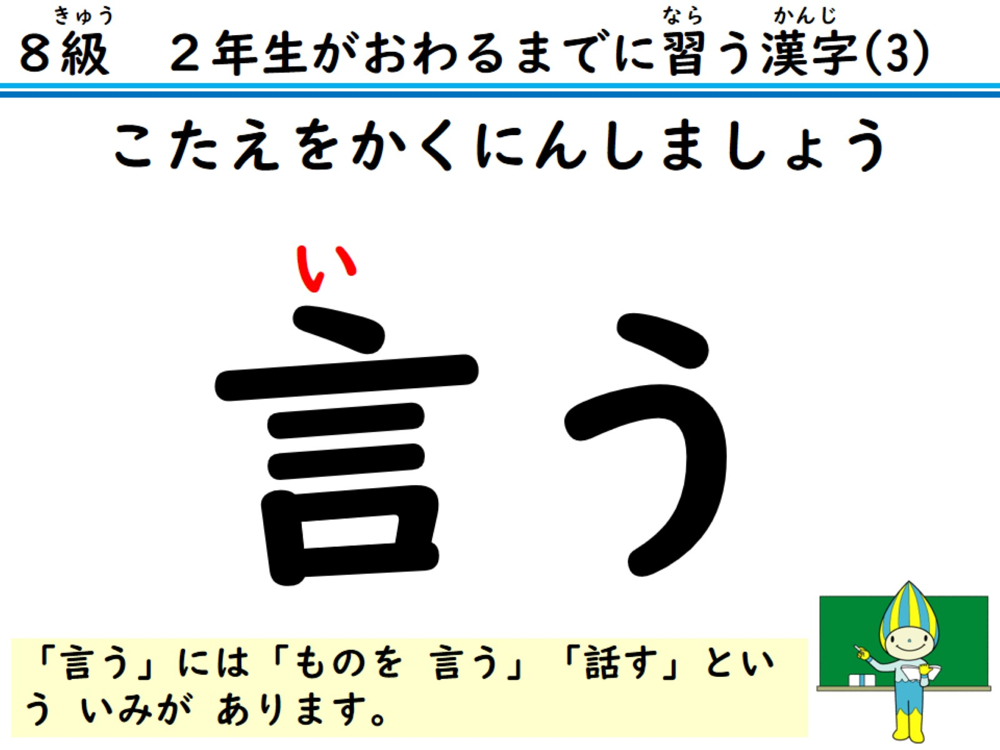 きゅう なら かんじ
8級 2年生がおわるまでに習う漢字(3)
こたえをかくにんしましょう
い
言う
「言う」には「ものを 言う」「話す」とい
う いみが あります。